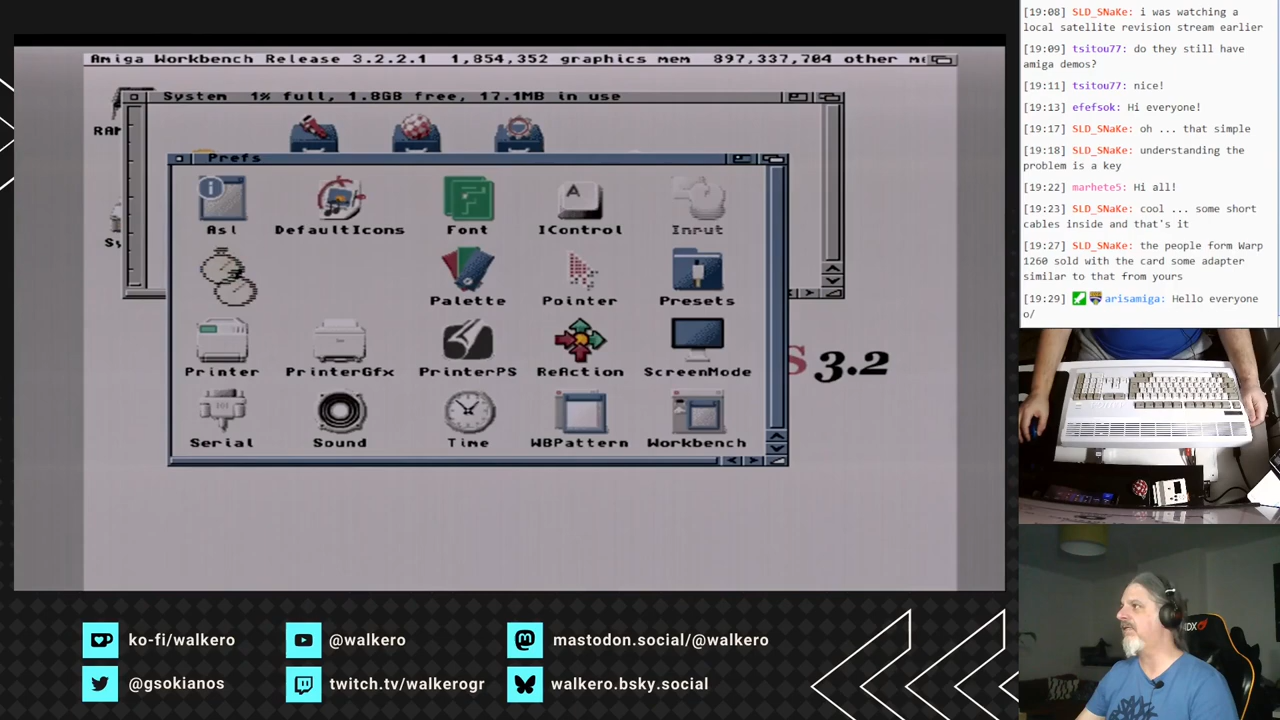 Amiga Workbench Release 3.2.2.1 1,854,352 graphics mem 897,337,704 other m
System 1% full, 1.8GB free, 17.1MB in use
Prefs
Asl DefaultIcons Font IControl Input
Palette Pointer Presets
Printer PrinterGfx PrinterPS ReAction ScreenMode
Serial Sound Time WBPattern Workbench
3.2
[19:08] SLD_SNaKe: i was watching a
local satellite revision stream earlier
[19:09] tsitou77: do they still have
amiga demos?
[19:11] tsitou77: nice!
[19:13] efefsok: Hi everyone!
[19:17] SLD_SNaKe: oh ... that simple
[19:18] SLD_SNaKe: understanding the
problem is a key
[19:22] marhete5: Hi all!
[19:23] SLD_SNaKe: cool ... some short
cables inside and that's it
[19:27] SLD_SNaKe: the people form Warp
1260 sold with the card some adapter
similar to that from yours
[19:29] arisamiga: Hello everyone
o/
ko-fi/walkero @walkero mastodon.social/@walkero
@gsokianos twitch.tv/walkerogr walkero.bsky.social